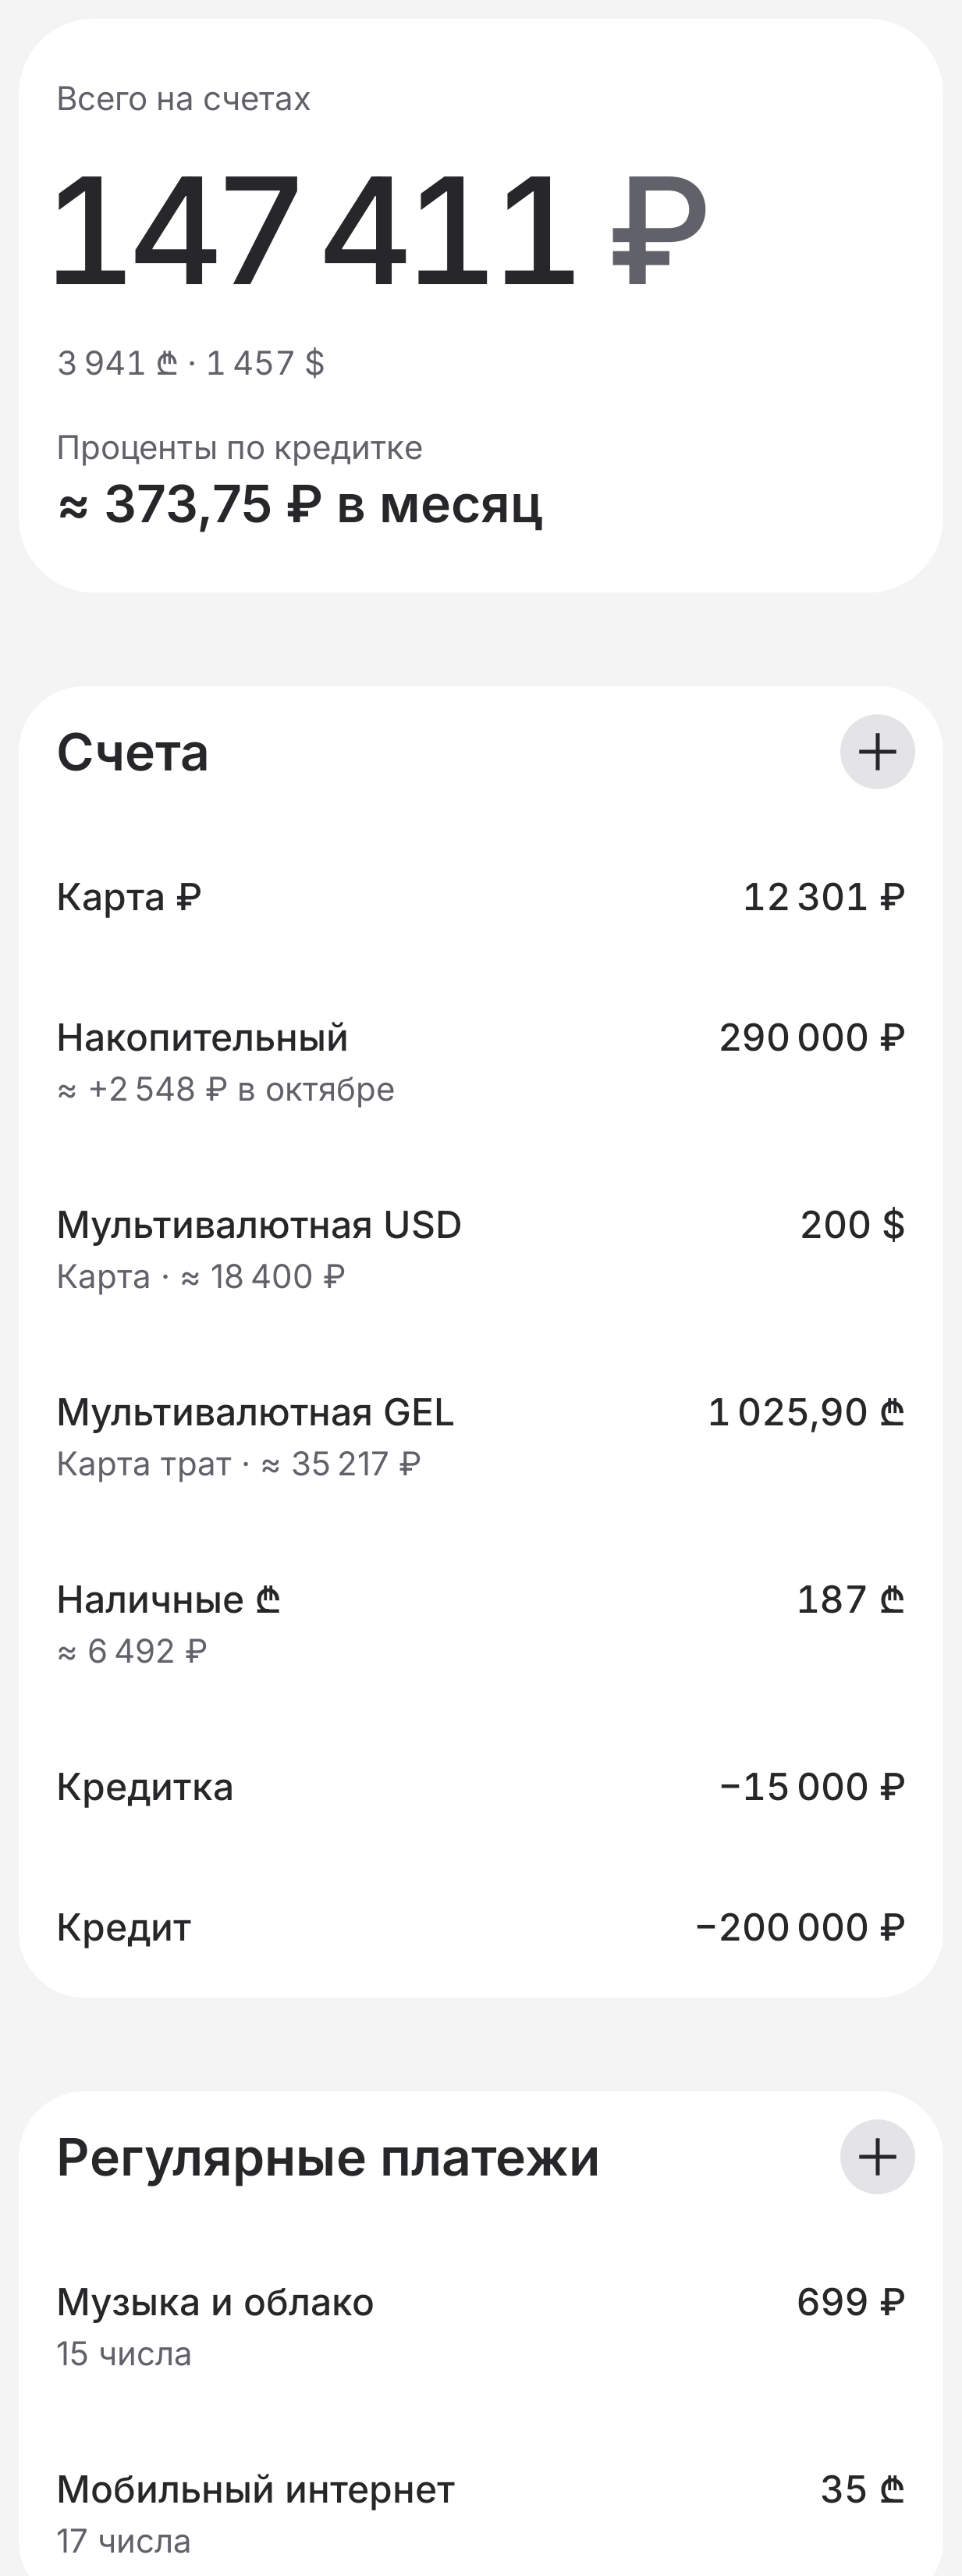 Всего на счетах
147 411 ₽
3 941 ₾ · 1 457 $
Проценты по кредитке
≈ 373,75 ₽ в месяц
Счета
Карта ₽ 12 301 ₽
Накопительный 290 000 ₽
≈ +2 548 ₽ в октябре
Мультивалютная USD 200 $
Карта · ≈ 18 400 ₽
Мультивалютная GEL 1 025,90 ₾
Карта трат · ≈ 35 217 ₽
Наличные ₾ 187 ₾
≈ 6 492 ₽
Кредитка −15 000 ₽
Кредит −200 000 ₽
Регулярные платежи
Музыка и облако 699 ₽
15 числа
Мобильный интернет 35 ₾
17 числа